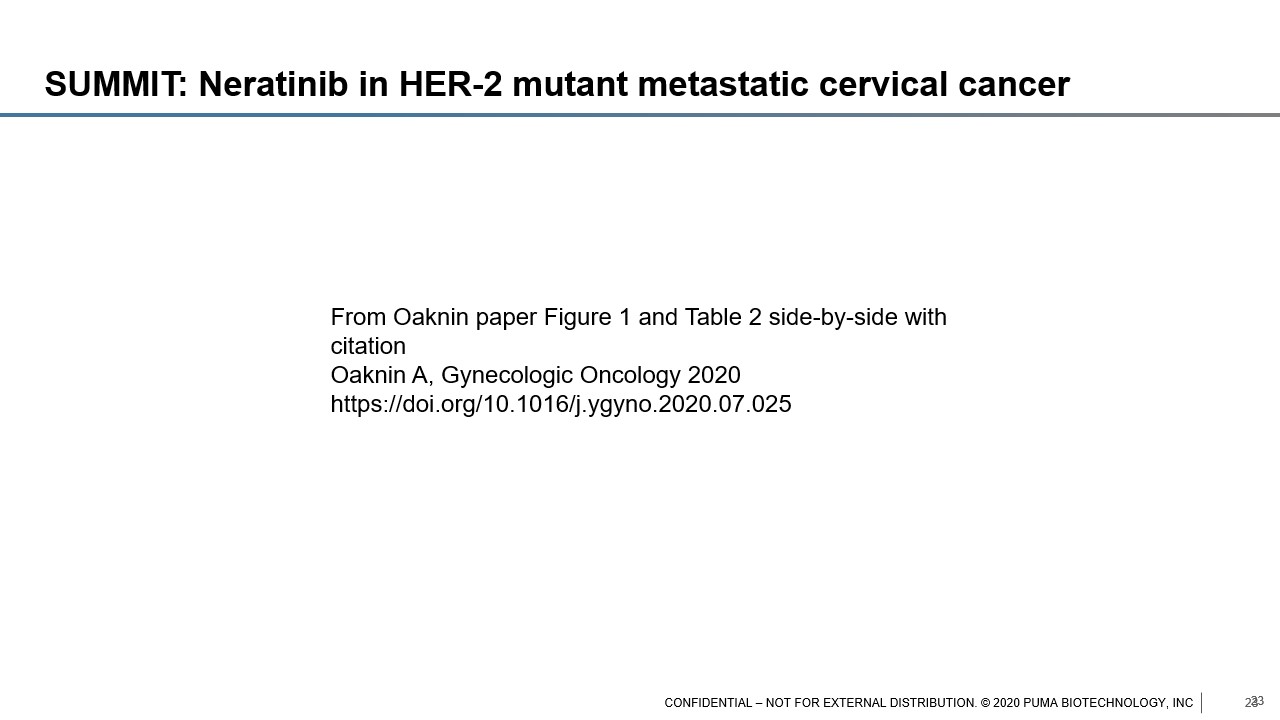 SUMMIT: Neratinib in HER-2 mutant metastatic cervical cancer
From Oaknin paper Figure 1 and Table 2 side-by-side with
citation
Oaknin A, Gynecologic Oncology 2020
https://doi.org/10.1016/j.ygyno.2020.07.025
CONFIDENTIAL – NOT FOR EXTERNAL DISTRIBUTION. © 2020 PUMA BIOTECHNOLOGY, INC